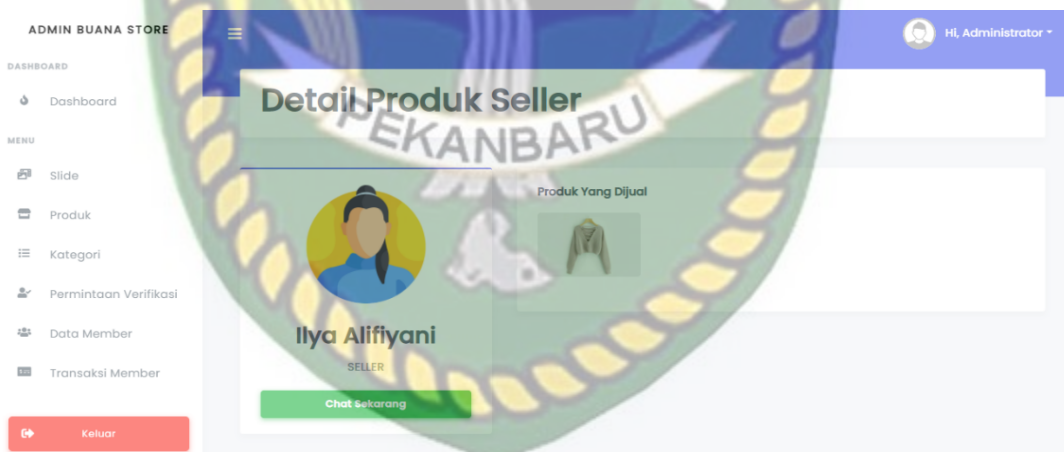 ADMIN BUANA STORE
Hi, Administrator
DASHBOARD
Dashboard
MENU
Slide
Produk
Kategori
Permintaan Verifikasi
Data Member
Transaksi Member
Keluar
Detail Produk Seller
PEKANBARU
Ilya Alifiyani
SELLER
Chat Sekarang
Produk Yang Dijual